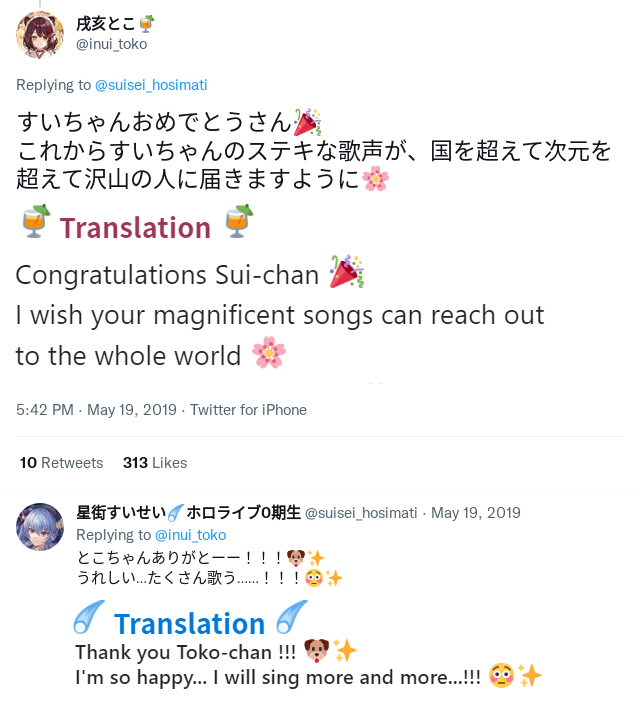 戌亥とこ🍹
@inui_toko
Replying to @suisei_hosimati
すいちゃんおめでとうさん🎉
これからすいちゃんのステキな歌声が、国を超えて次元を
超えて沢山の人に届きますように🌸
🍹 Translation 🍹
Congratulations Sui-chan 🎉
I wish your magnificent songs can reach out
to the whole world 🌸
5:42 PM · May 19, 2019 · Twitter for iPhone
10 Retweets 313 Likes
星街すいせい☄️ホロライブ0期生 @suisei_hosimati · May 19, 2019
Replying to @inui_toko
とこちゃんありがとーー！！！🐶✨
うれしい...たくさん歌う......！！！😳✨
☄️ Translation ☄️
Thank you Toko-chan !!! 🐶✨
I'm so happy... I will sing more and more...!!! 😳✨